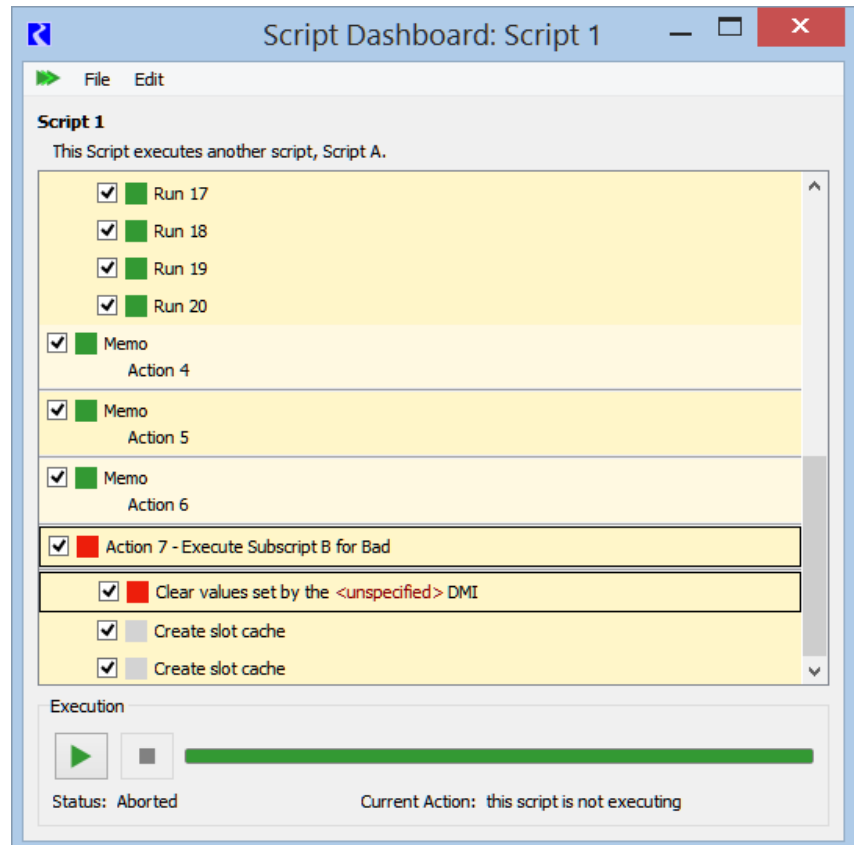 Script Dashboard: Script 1
File Edit
Script 1
This Script executes another script, Script A.
Run 17
Run 18
Run 19
Run 20
Memo
Action 4
Memo
Action 5
Memo
Action 6
Action 7 - Execute Subscript B for Bad
Clear values set by the <unspecified> DMI
Create slot cache
Create slot cache
Execution
Status: Aborted Current Action: this script is not executing